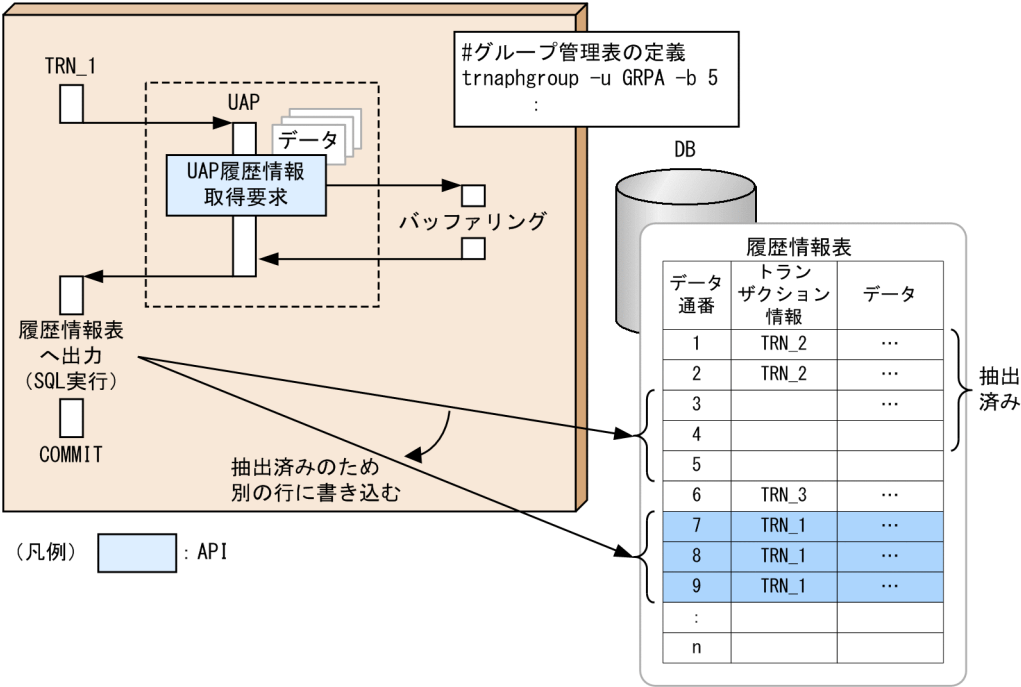 TRN_1
UAP
データ
UAP履歴情報
取得要求
バッファリング
履歴情報表
へ出力
（SQL実行）
COMMIT
抽出済みのため
別の行に書き込む
#グループ管理表の定義
trnaphgroup -u GRPA -b 5
:
DB
履歴情報表
データ
通番
トラン
ザクション
情報
データ
1 TRN_2 …
2 TRN_2 …
3 …
4
5
6 TRN_3 …
7 TRN_1 …
8 TRN_1 …
9 TRN_1 …
:
n
抽出
済み
（凡例）
：API